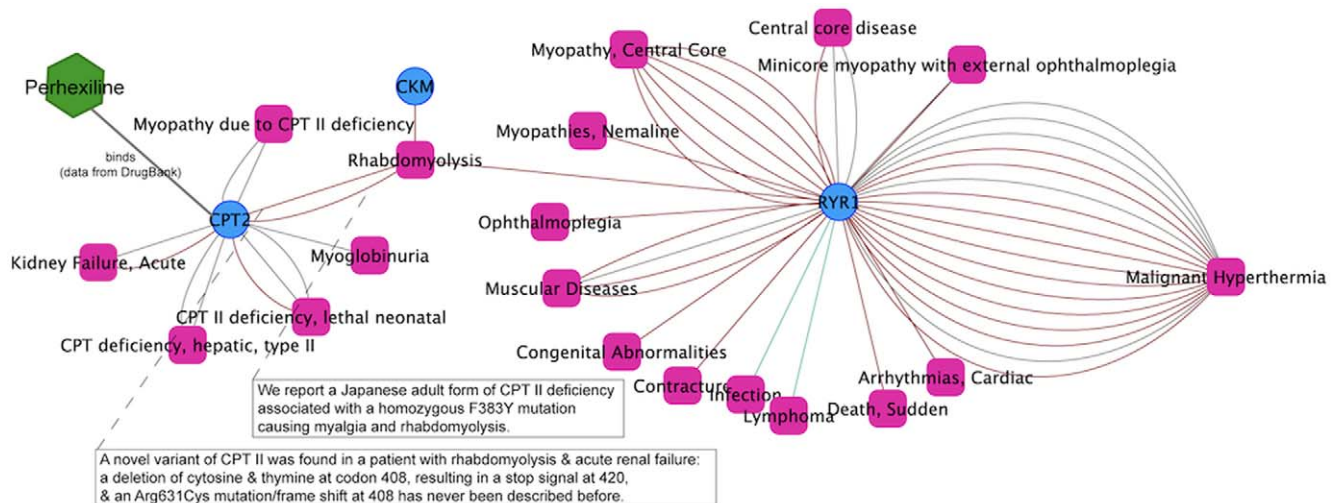 Central core disease
Myopathy, Central Core
Minicore myopathy with external ophthalmoplegia
Perhexiline
CKM
Myopathy due to CPT II deficiency
Myopathies, Nemaline
binds
(data from DrugBank)
Rhabdomyolysis
RYR1
CPT2
Ophthalmoplegia
Kidney Failure, Acute
Myoglobinuria
Malignant Hyperthermia
Muscular Diseases
CPT II deficiency, lethal neonatal
CPT deficiency, hepatic, type II
Congenital Abnormalities
Contracture
Infection
Lymphoma
Death, Sudden
Arrhythmias, Cardiac
We report a Japanese adult form of CPT II deficiency
associated with a homozygous F383Y mutation
causing myalgia and rhabdomyolysis.
A novel variant of CPT II was found in a patient with rhabdomyolysis & acute renal failure:
a deletion of cytosine & thymine at codon 408, resulting in a stop signal at 420,
& an Arg631Cys mutation/frame shift at 408 has never been described before.